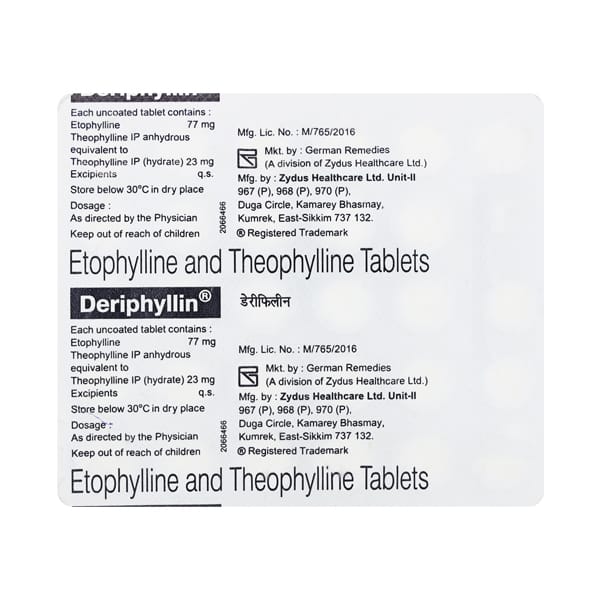 Deriphyllin
Each uncoated tablet contains :
Etophylline 77 mg
Theophylline IP anhydrous
equivalent to
Theophylline IP (hydrate) 23 mg
Excipients q.s.
Store below 30°C in dry place
Dosage :
As directed by the Physician
Keep out of reach of children
2066466
Mfg. Lic. No. : M/765/2016
Mkt. by : German Remedies
(A division of Zydus Healthcare Ltd.)
Mfg. by : Zydus Healthcare Ltd. Unit-II
967 (P), 968 (P), 970 (P),
Duga Circle, Kamarey Bhasmay,
Kumrek, East-Sikkim 737 132.
® Registered Trademark
Etophylline and Theophylline Tablets
Deriphyllin® डेरीफिलीन
Each uncoated tablet contains :
Etophylline 77 mg
Theophylline IP anhydrous
equivalent to
Theophylline IP (hydrate) 23 mg
Excipients q.s.
Store below 30°C in dry place
Dosage :
As directed by the Physician
Keep out of reach of children
2066466
Mfg. Lic. No. : M/765/2016
Mkt. by : German Remedies
(A division of Zydus Healthcare Ltd.)
Mfg. by : Zydus Healthcare Ltd. Unit-II
967 (P), 968 (P), 970 (P),
Duga Circle, Kamarey Bhasmay,
Kumrek, East-Sikkim 737 132.
® Registered Trademark
Etophylline and Theophylline Tablets